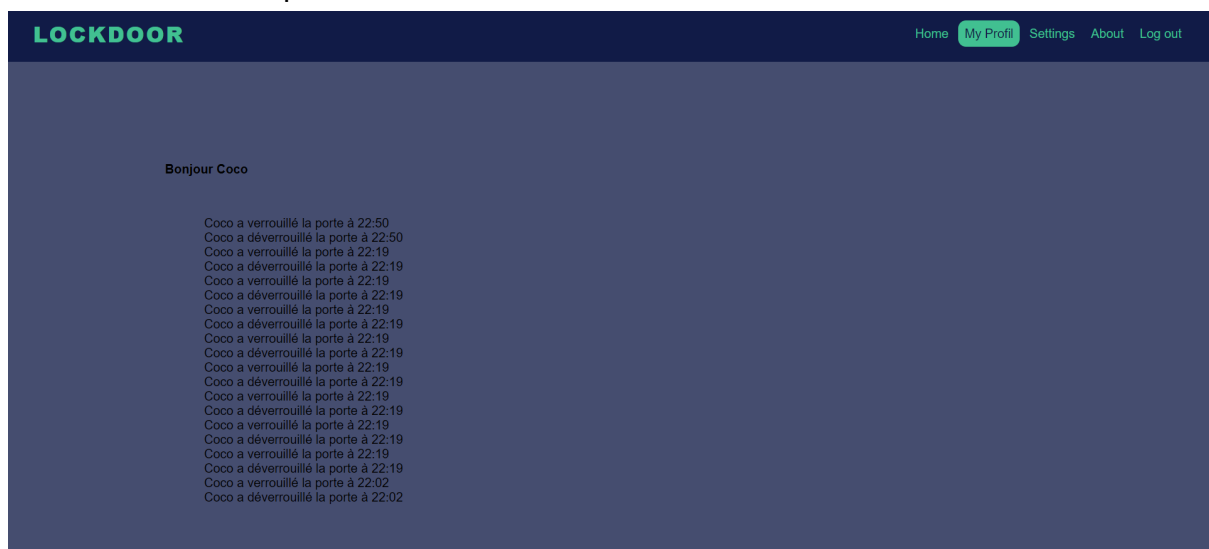 LOCKDOOR
Home My Profil Settings About Log out
Bonjour Coco
Coco a verrouillé la porte à 22:50
Coco a déverrouillé la porte à 22:50
Coco a verrouillé la porte à 22:19
Coco a déverrouillé la porte à 22:19
Coco a verrouillé la porte à 22:19
Coco a déverrouillé la porte à 22:19
Coco a verrouillé la porte à 22:19
Coco a déverrouillé la porte à 22:19
Coco a verrouillé la porte à 22:19
Coco a déverrouillé la porte à 22:19
Coco a verrouillé la porte à 22:19
Coco a déverrouillé la porte à 22:19
Coco a verrouillé la porte à 22:19
Coco a déverrouillé la porte à 22:19
Coco a verrouillé la porte à 22:19
Coco a déverrouillé la porte à 22:19
Coco a verrouillé la porte à 22:19
Coco a déverrouillé la porte à 22:19
Coco a verrouillé la porte à 22:02
Coco a déverrouillé la porte à 22:02